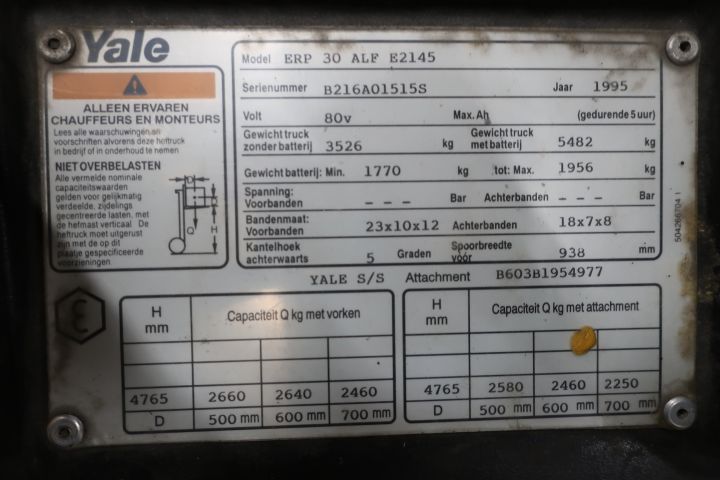 Yale
ALLEEN ERVAREN
CHAUFFEURS EN MONTEURS
Lees alle waarschuwingen en
voorschriften alvorens deze heftruck
in bedrijf of in onderhoud te nemen
NIET OVERBELASTEN
Alle vermelde nominale
capaciteitswaarden
gelden voor gelijkmatig
verdeelde, zijdelings
gecentreerde lasten, met
de hefmast verticaal De
heftruck moet uitgerust
zijn met de op dit
plaatje gespecificeerde
voorzieningen
D
Q
H
Model ERP 30 ALF E2145
Serienummer B216A01515S Jaar 1995
Volt 80v Max. Ah (gedurende 5 uur)
Gewicht truck zonder batterij 3526 kg Gewicht truck met batterij 5482 kg
Gewicht batterij: Min. 1770 kg tot: Max. 1956 kg
Spanning: Voorbanden - - - Bar Achterbanden - - - Bar
Bandenmaat: Voorbanden 23x10x12 Achterbanden 18x7x8
Kantelhoek achterwaarts 5 Graden Spoorbreedte vóór 938 mm
504266704 1
YALE S/S Attachment B603B1954977
H mm Capaciteit Q kg met vorken
4765 2660 2640 2460
D 500 mm 600 mm 700 mm
H mm Capaciteit Q kg met attachment
4765 2580 2460 2250
D 500 mm 600 mm 700 mm